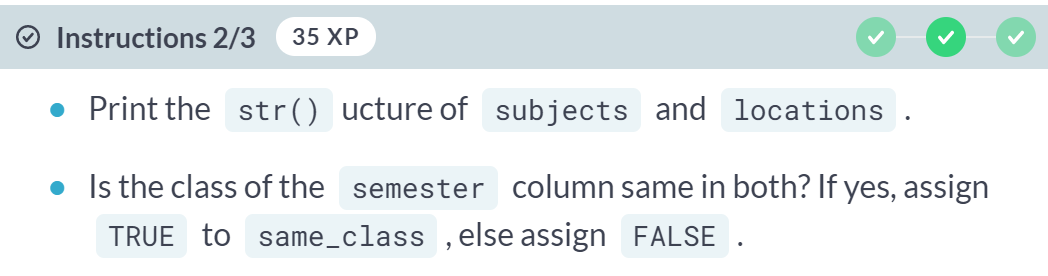 Instructions 2/3 35 XP
Print the str() ucture of subjects and locations .
Is the class of the semester column same in both? If yes, assign
TRUE to same_class , else assign FALSE .